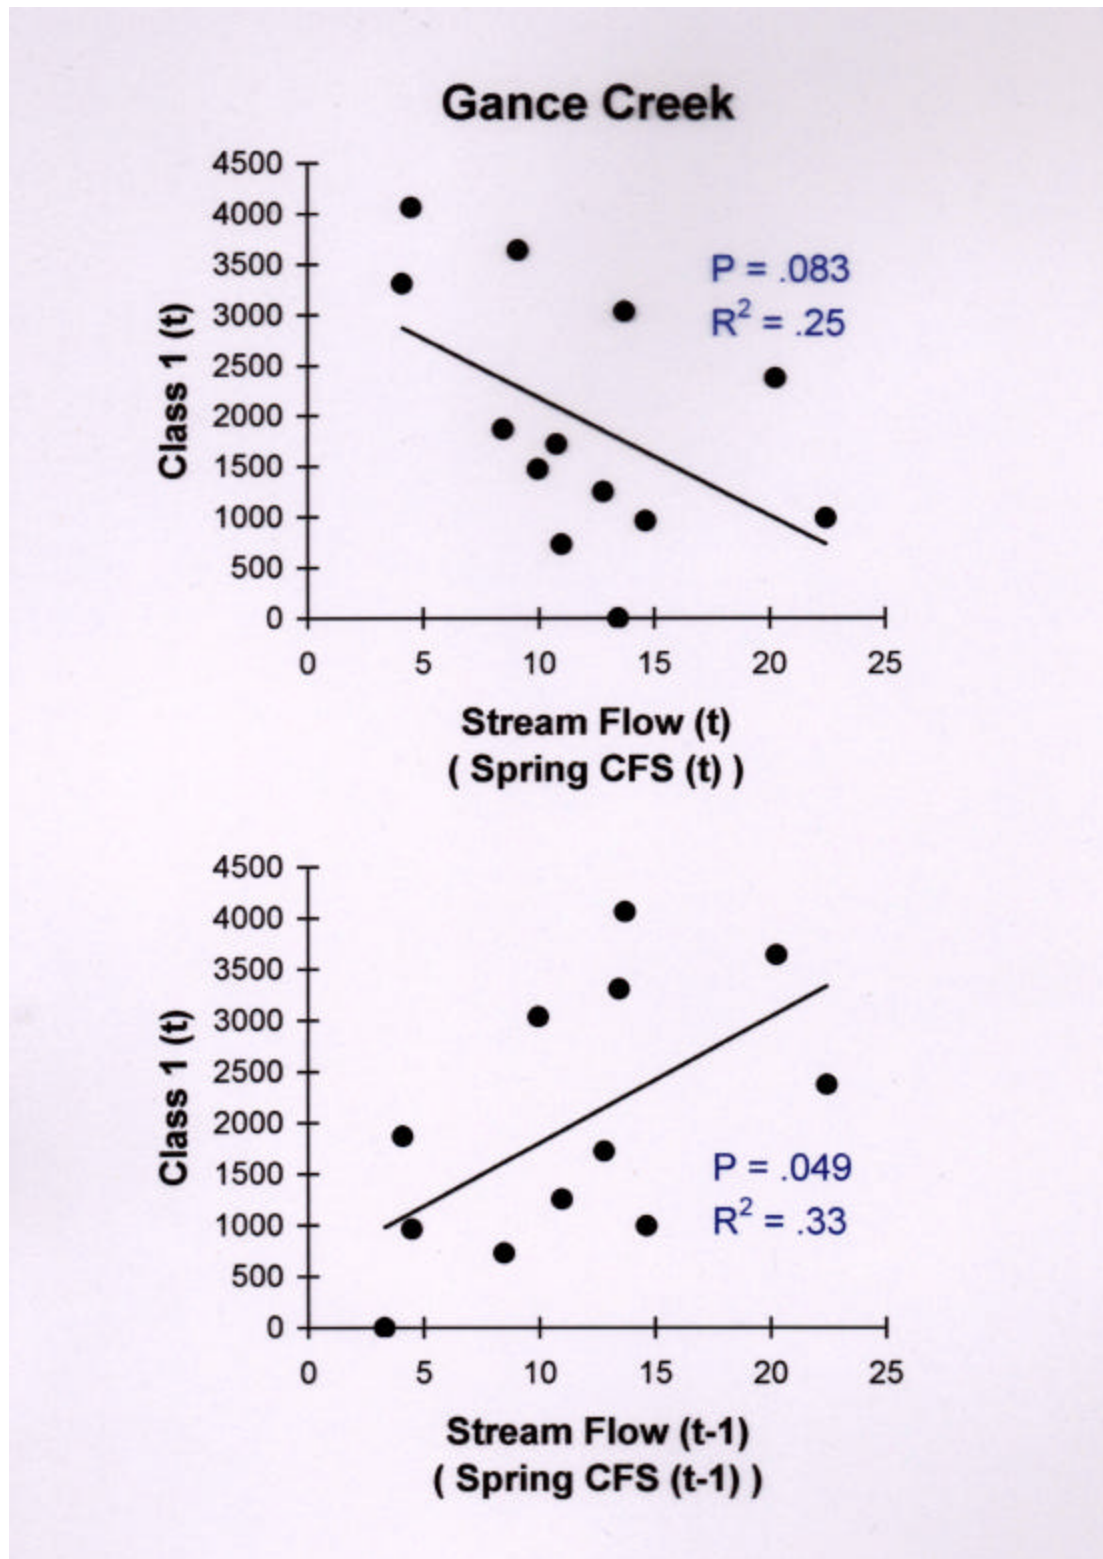 Gance Creek
4500
4000
3500
3000
2500
2000
1500
1000
500
0
Class 1 (t)
P = .083
R² = .25
0 5 10 15 20 25
Stream Flow (t)
( Spring CFS (t) )
4500
4000
3500
3000
2500
2000
1500
1000
500
0
Class 1 (t)
P = .049
R² = .33
0 5 10 15 20 25
Stream Flow (t-1)
( Spring CFS (t-1) )